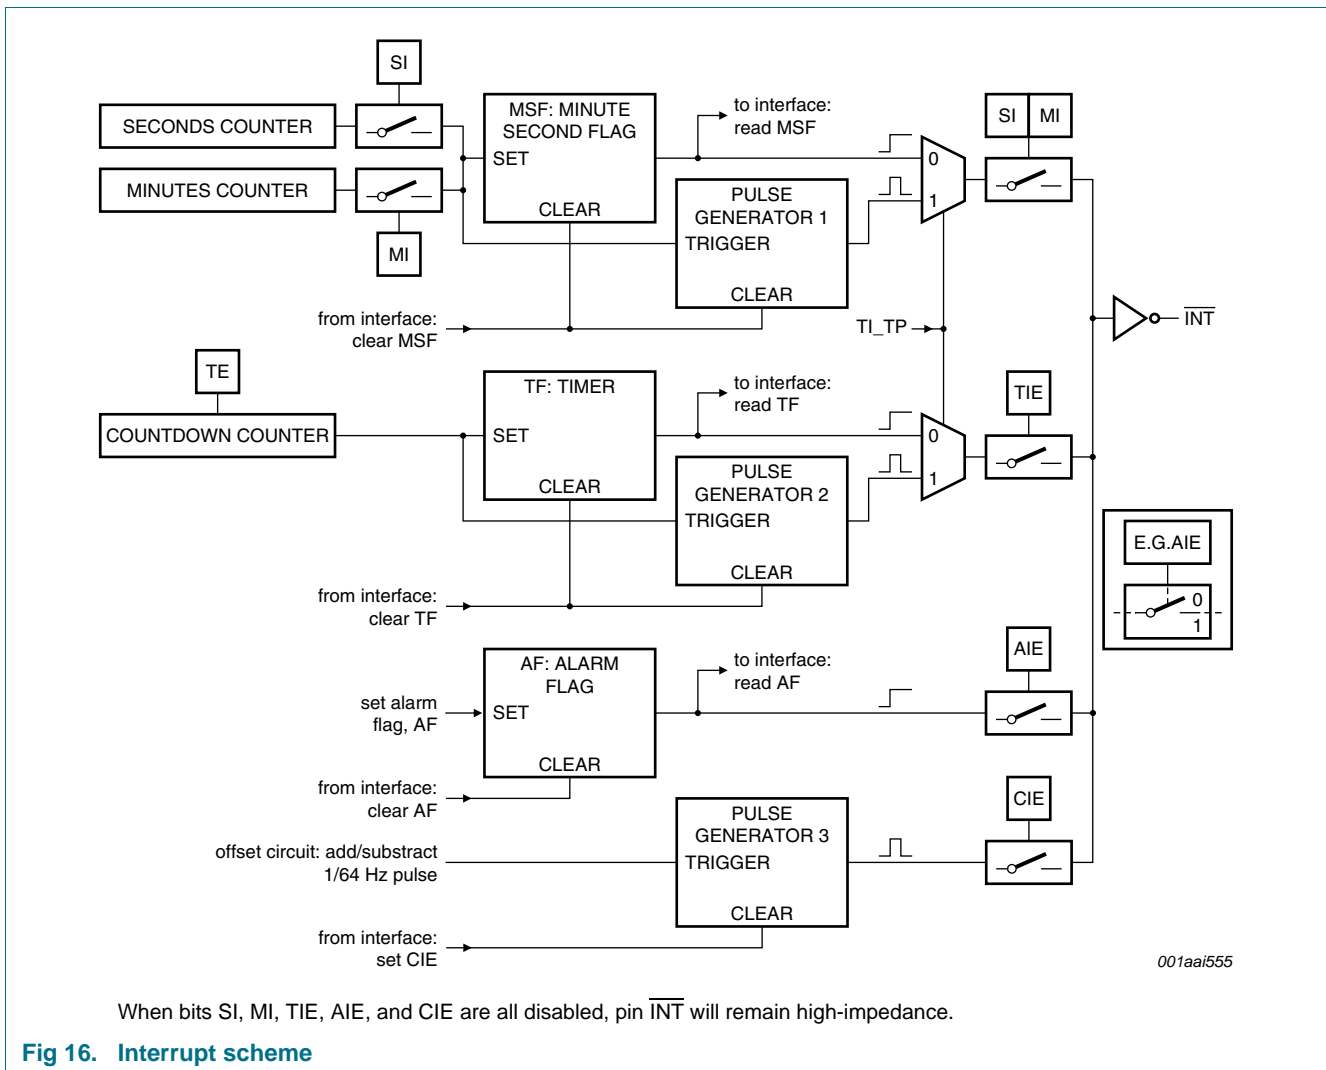 SI
SECONDS COUNTER
MINUTES COUNTER
MI
MSF: MINUTE
SECOND FLAG
SET
CLEAR
to interface:
read MSF
PULSE
GENERATOR 1
TRIGGER
CLEAR
from interface:
clear MSF
0
1
TI_TP
SI MI
INT
TE
COUNTDOWN COUNTER
TF: TIMER
SET
CLEAR
to interface:
read TF
PULSE
GENERATOR 2
TRIGGER
CLEAR
from interface:
clear TF
0
1
TIE
E.G.AIE
0
1
AF: ALARM
FLAG
set alarm
flag, AF
SET
CLEAR
to interface:
read AF
from interface:
clear AF
AIE
PULSE
GENERATOR 3
offset circuit: add/substract
1/64 Hz pulse
TRIGGER
CLEAR
from interface:
set CIE
CIE
001aai555
When bits SI, MI, TIE, AIE, and CIE are all disabled, pin INT will remain high-impedance.
Fig 16. Interrupt scheme